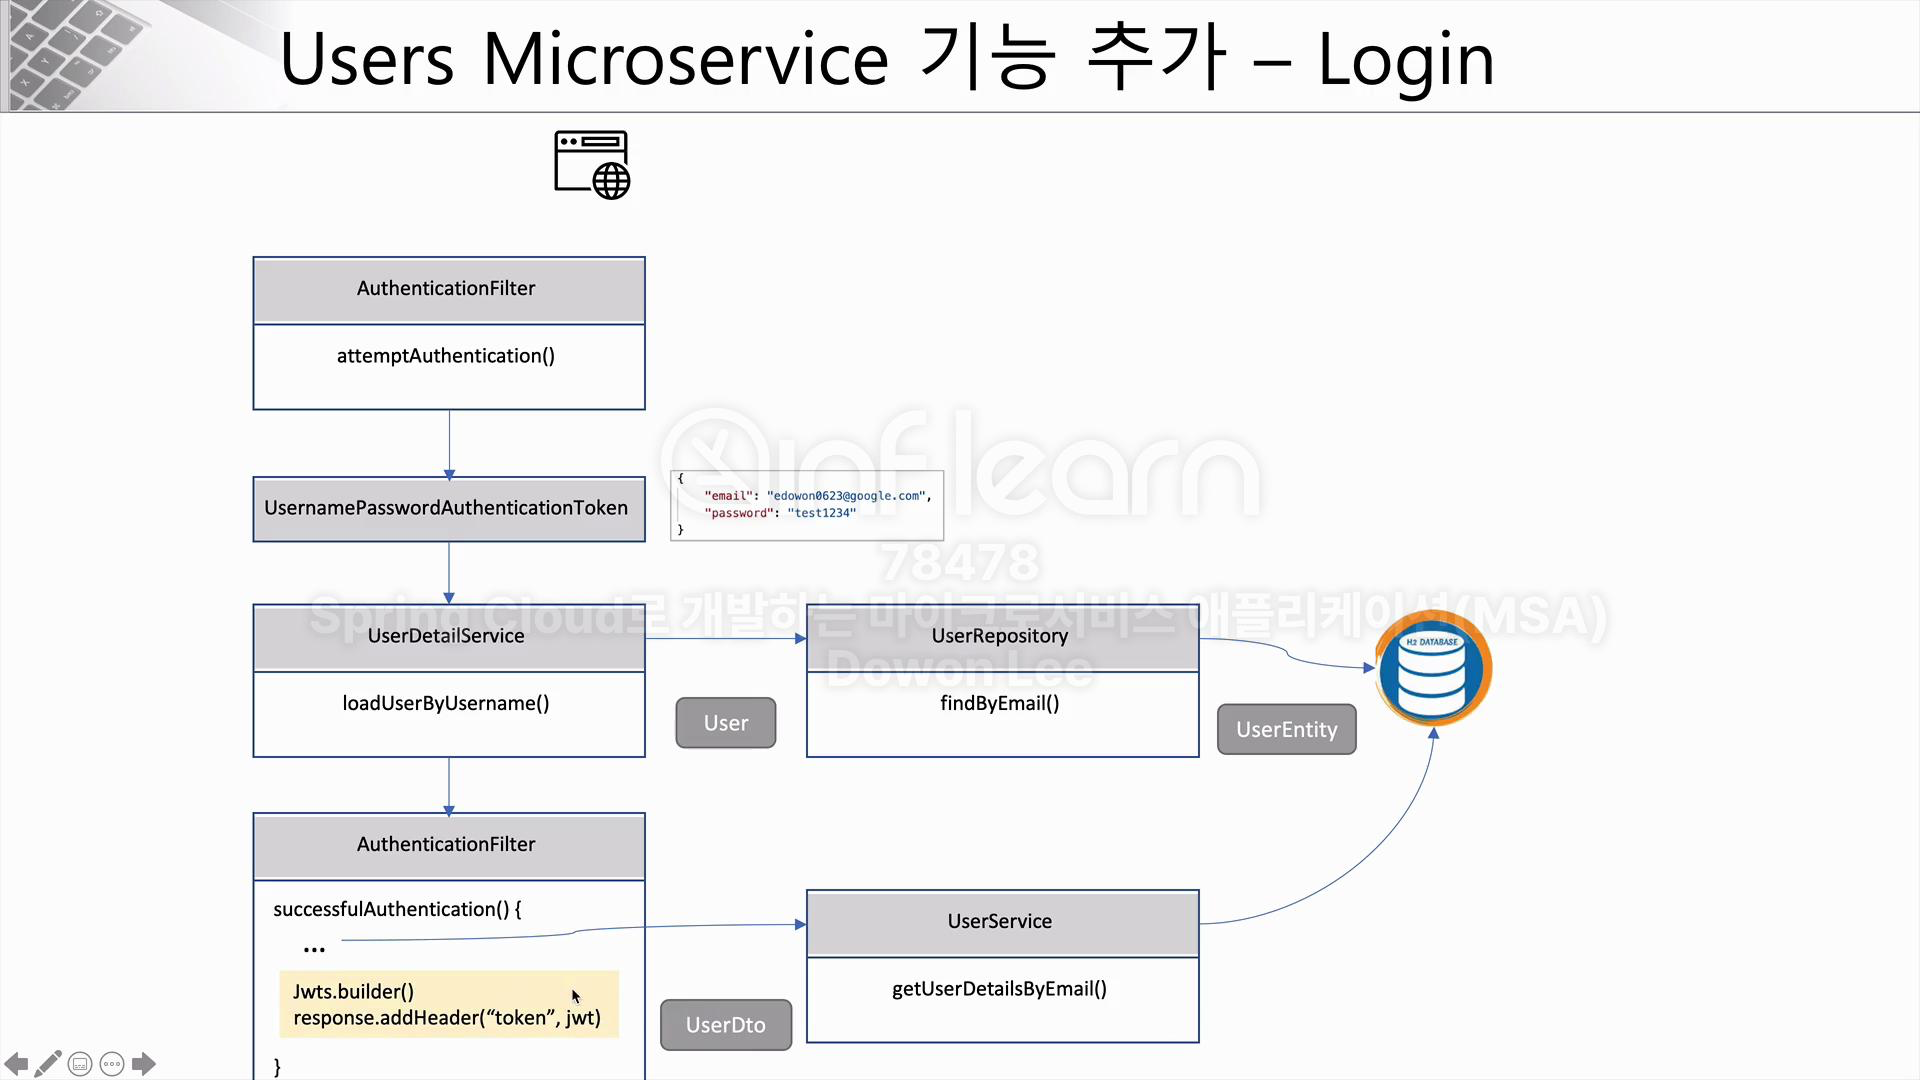 Users Microservice 기능 추가 – Login
AuthenticationFilter
attemptAuthentication()
UsernamePasswordAuthenticationToken
{
"email": "edowon0623@google.com",
"password": "test1234"
}
inflearn
78478
Spring Cloud로 개발하는 마이크로서비스 애플리케이션(MSA)
Dowon Lee
UserDetailService
loadUserByUsername()
User
UserRepository
findByEmail()
UserEntity
H2 DATABASE
AuthenticationFilter
successfulAuthentication() {
...
Jwts.builder()
response.addHeader(“token”, jwt)
}
UserDto
UserService
getUserDetailsByEmail()